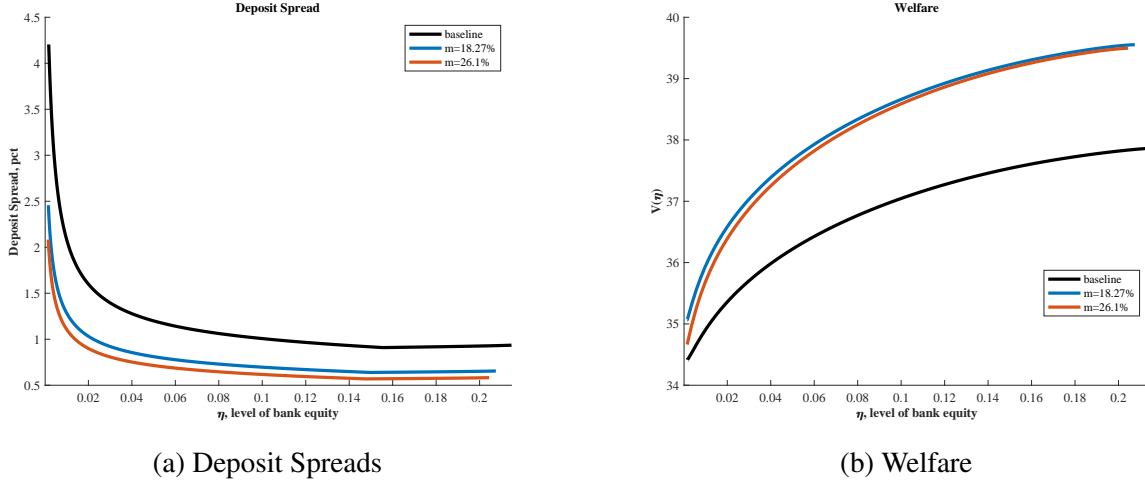 Deposit Spread
4.5
4
3.5
3
2.5
2
1.5
1
0.5
Deposit Spread, pct
baseline
m=18.27%
m=26.1%
0.02 0.04 0.06 0.08 0.1 0.12 0.14 0.16 0.18 0.2
η, level of bank equity
(a) Deposit Spreads
Welfare
40
39
38
37
36
35
34
V(η)
baseline
m=18.27%
m=26.1%
0.02 0.04 0.06 0.08 0.1 0.12 0.14 0.16 0.18 0.2
η, level of bank equity
(b) Welfare